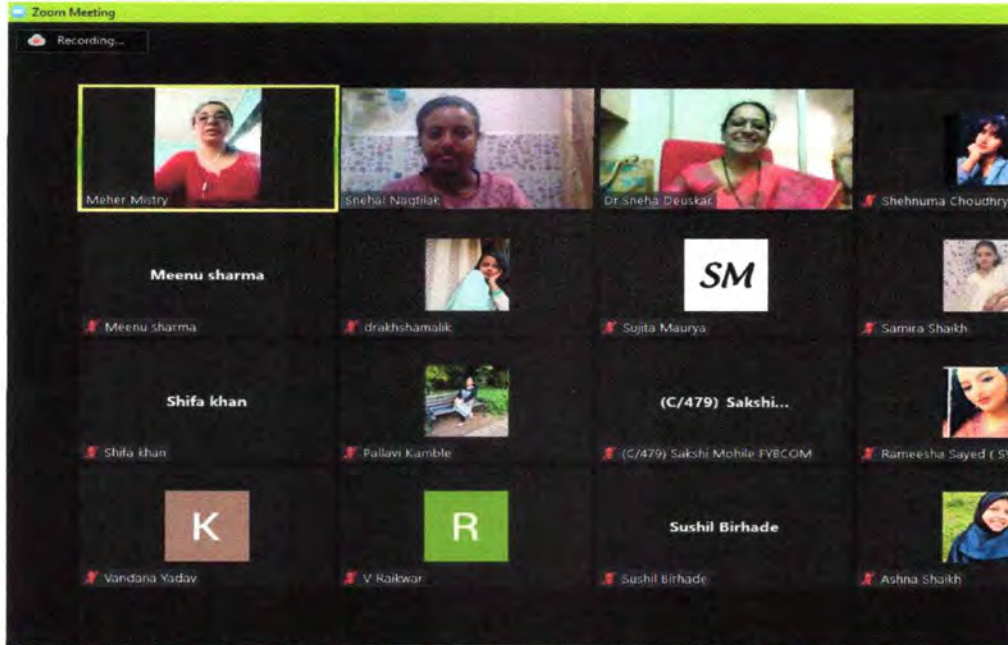 Zoom Meeting
Recording...
Meher Mistry
Snehal Nagtilak
Dr Sneha Deuskar
Shehnuma Choudhry
Meenu sharma
Meenu sharma
drakhshamalik
SM
Sujita Maurya
Samira Shaikh
Shifa khan
Shifa khan
Pallavi Kamble
(C/479) Sakshi...
(C/479) Sakshi Mohile FYBCOM
Rameesha Sayed ( SY
K
Vandana Yadav
R
V Raikwar
Sushil Birhade
Sushil Birhade
Ashna Shaikh